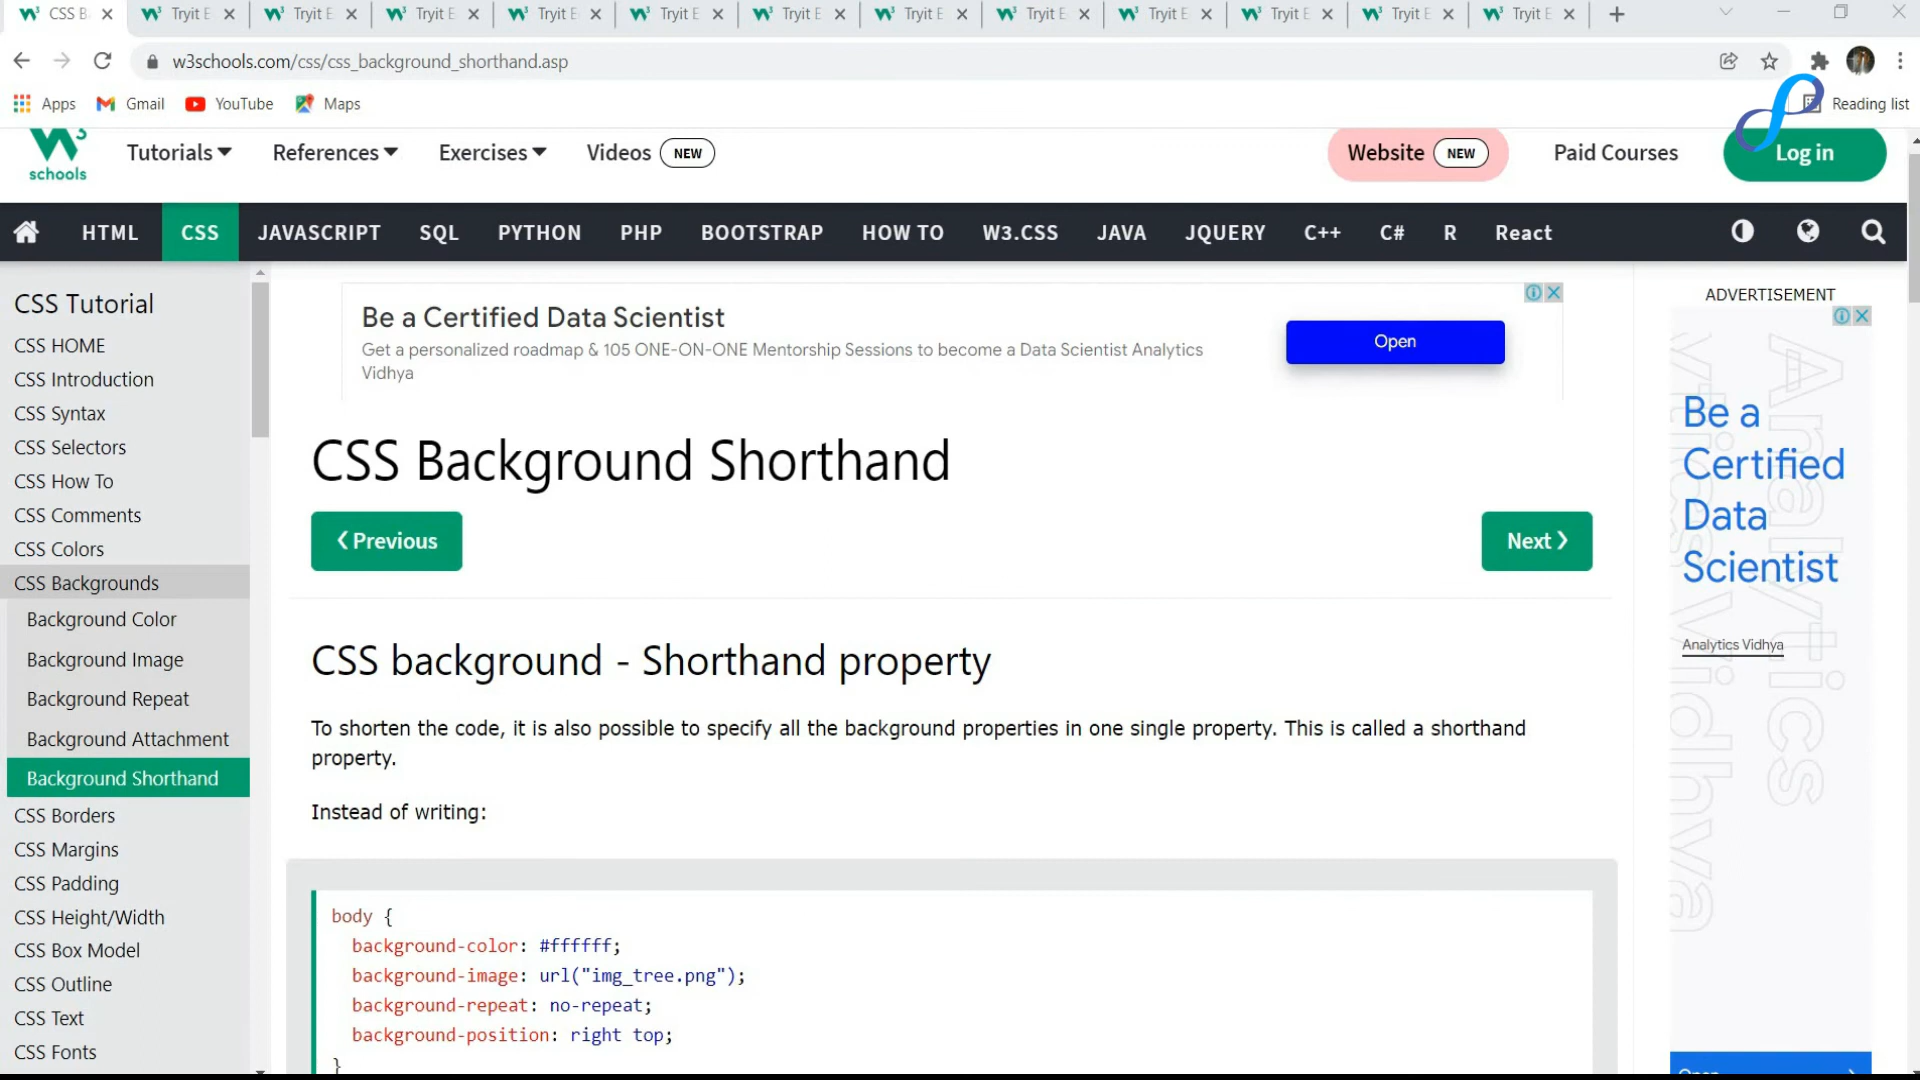 CSS B
Tryit E
Tryit E
Tryit E
Tryit E
Tryit E
Tryit E
Tryit E
Tryit E
Tryit E
Tryit E
Tryit E
Tryit E
w3schools.com/css/css_background_shorthand.asp
Apps
Gmail
YouTube
Maps
Reading list
schools
Tutorials
References
Exercises
Videos NEW
Website NEW
Paid Courses
Log in
HTML CSS JAVASCRIPT SQL PYTHON PHP BOOTSTRAP HOW TO W3.CSS JAVA JQUERY C++ C# R React
CSS Tutorial
CSS HOME
CSS Introduction
CSS Syntax
CSS Selectors
CSS How To
CSS Comments
CSS Colors
CSS Backgrounds
Background Color
Background Image
Background Repeat
Background Attachment
Background Shorthand
CSS Borders
CSS Margins
CSS Padding
CSS Height/Width
CSS Box Model
CSS Outline
CSS Text
CSS Fonts
Be a Certified Data Scientist
Get a personalized roadmap & 105 ONE-ON-ONE Mentorship Sessions to become a Data Scientist Analytics
Vidhya
Open
CSS Background Shorthand
❮ Previous
Next ❯
CSS background - Shorthand property
To shorten the code, it is also possible to specify all the background properties in one single property. This is called a shorthand
property.
Instead of writing:
body {
background-color: #ffffff;
background-image: url("img_tree.png");
background-repeat: no-repeat;
background-position: right top;
}
ADVERTISEMENT
Be a
Certified
Data
Scientist
Analytics Vidhya